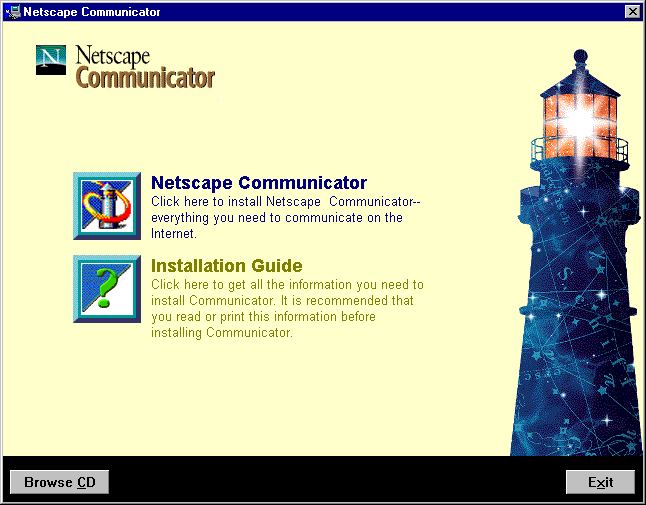 Netscape Communicator
N Netscape
Communicator
Netscape Communicator
Click here to install Netscape Communicator--
everything you need to communicate on the
Internet.
Installation Guide
Click here to get all the information you need to
install Communicator. It is recommended that
you read or print this information before
installing Communicator.
Browse CD
Exit